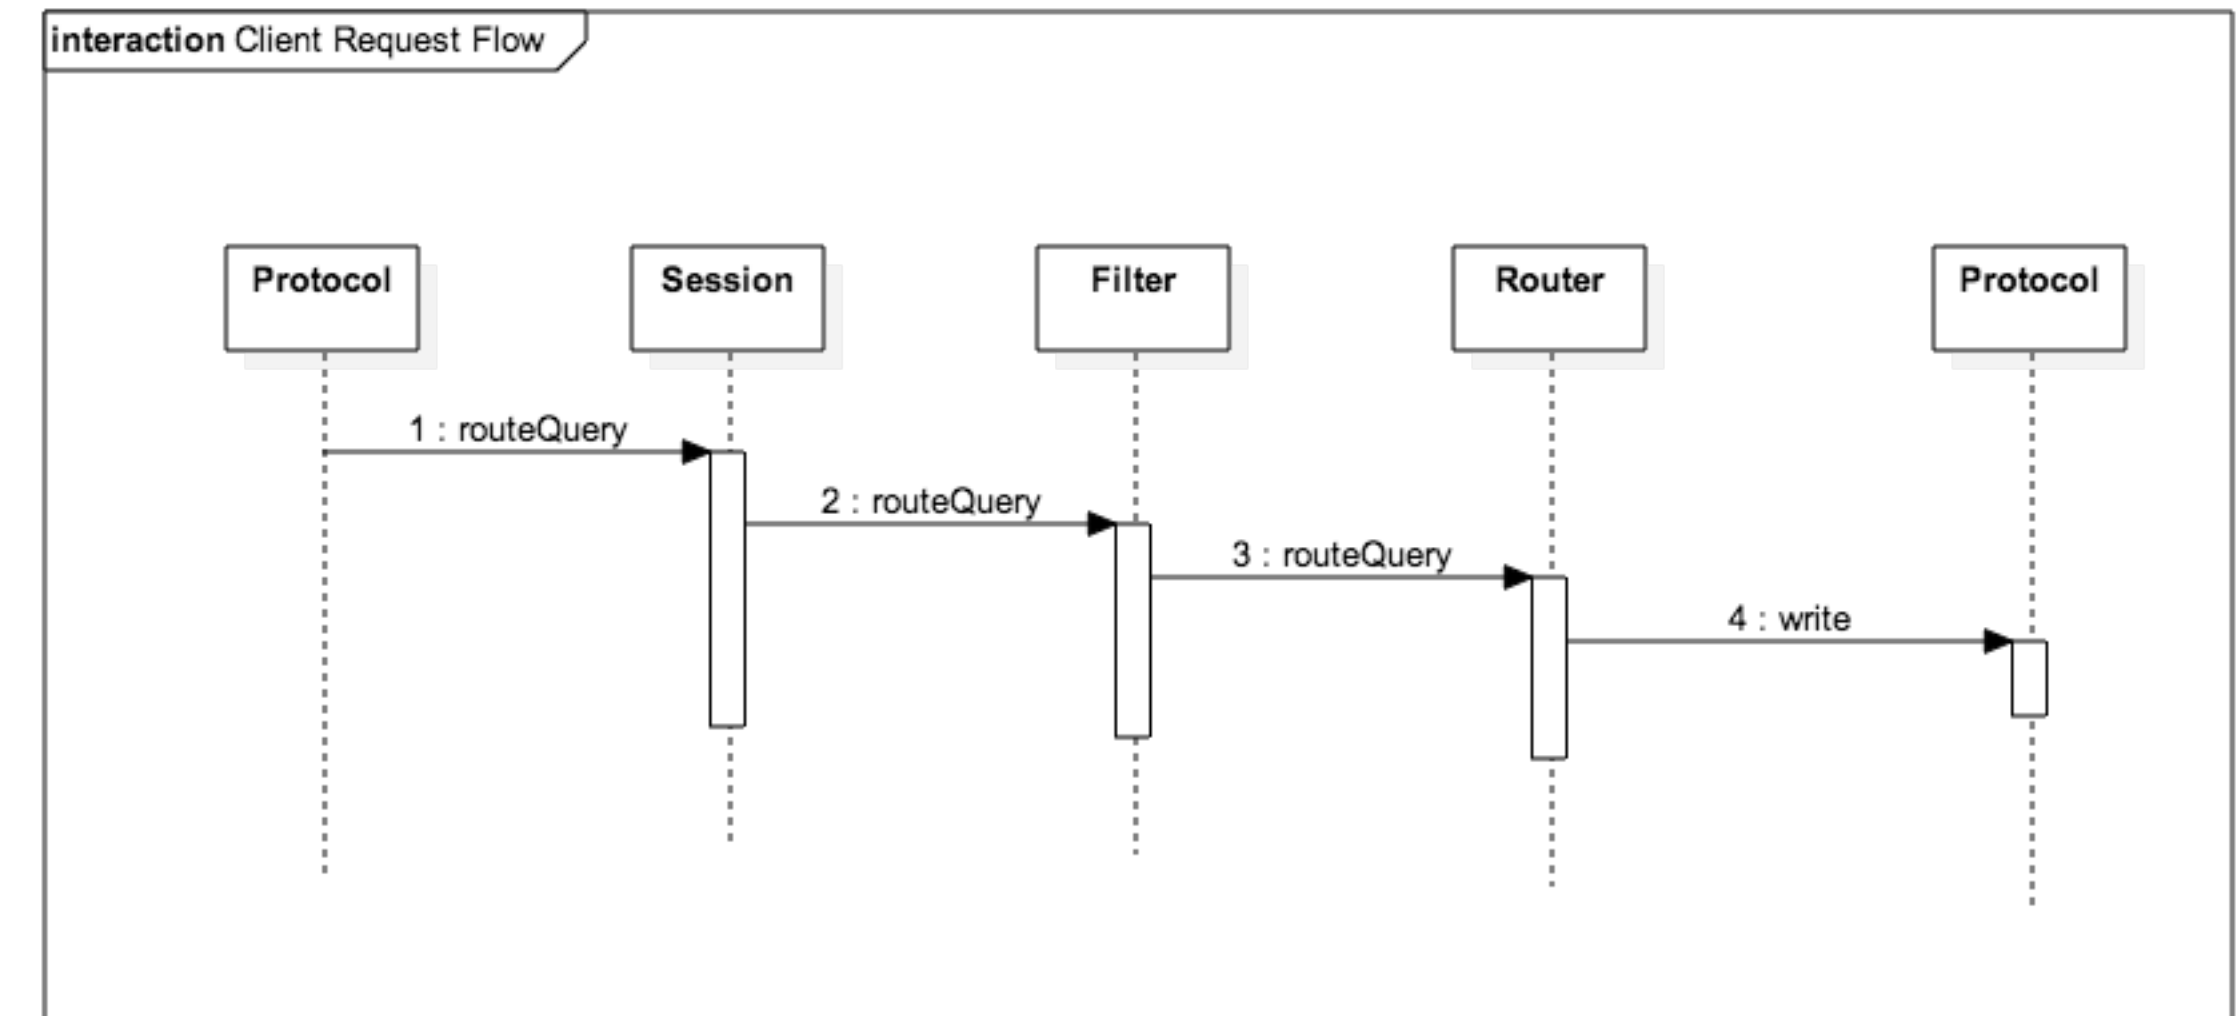 interaction Client Request Flow
Protocol
Session
Filter
Router
Protocol
1 : routeQuery
2 : routeQuery
3 : routeQuery
4 : write